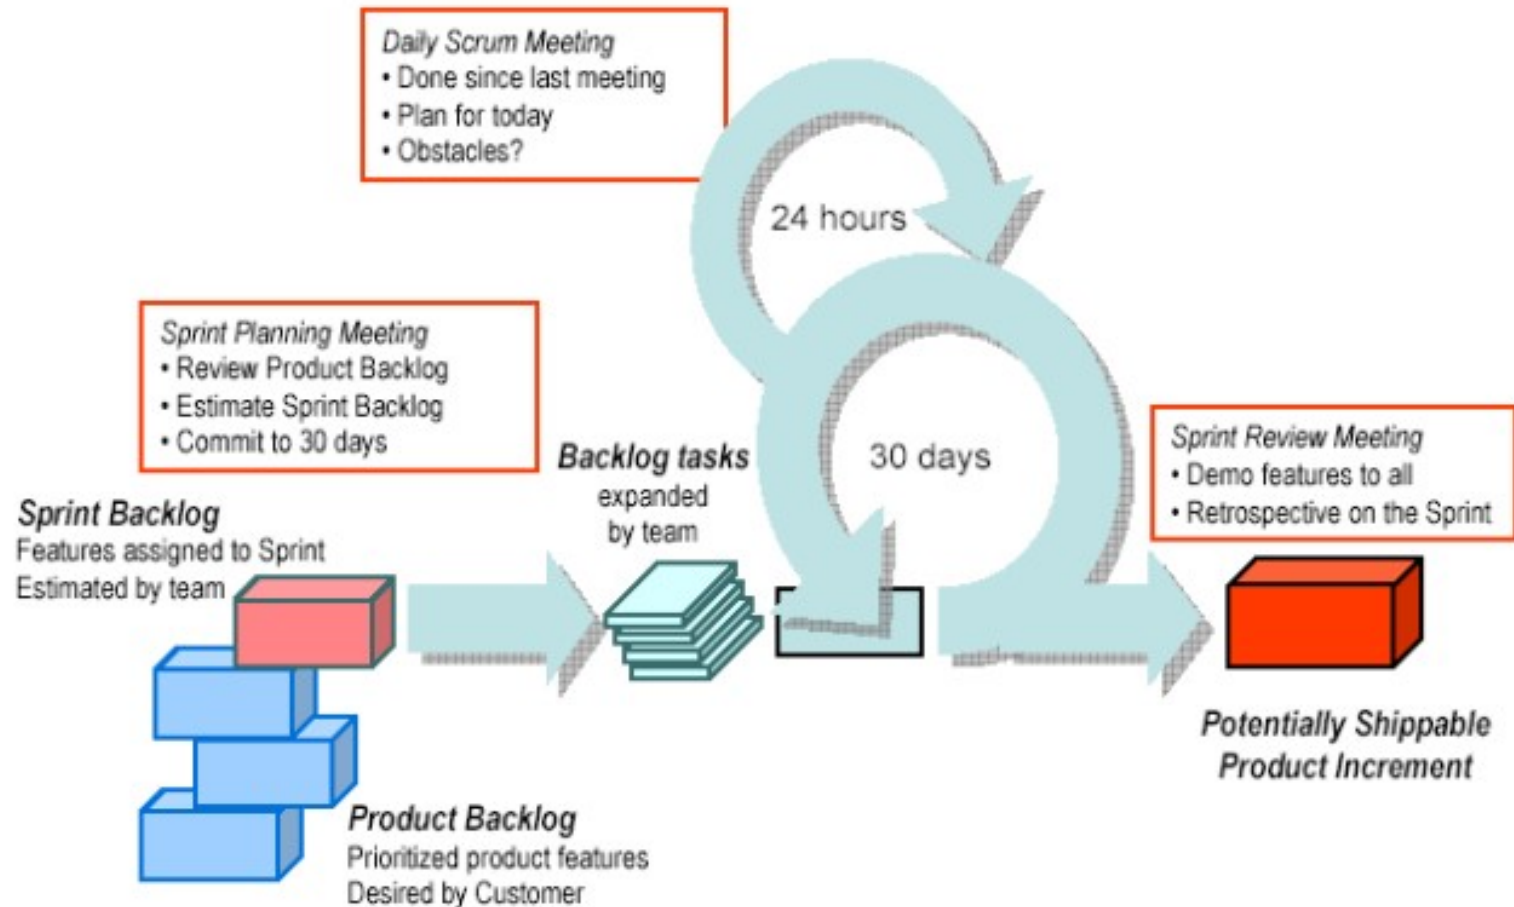 Daily Scrum Meeting
• Done since last meeting
• Plan for today
• Obstacles?
24 hours
Sprint Planning Meeting
• Review Product Backlog
• Estimate Sprint Backlog
• Commit to 30 days
30 days
Sprint Review Meeting
• Demo features to all
• Retrospective on the Sprint
Backlog tasks
expanded
by team
Sprint Backlog
Features assigned to Sprint
Estimated by team
Potentially Shippable
Product Increment
Product Backlog
Prioritized product features
Desired by Customer